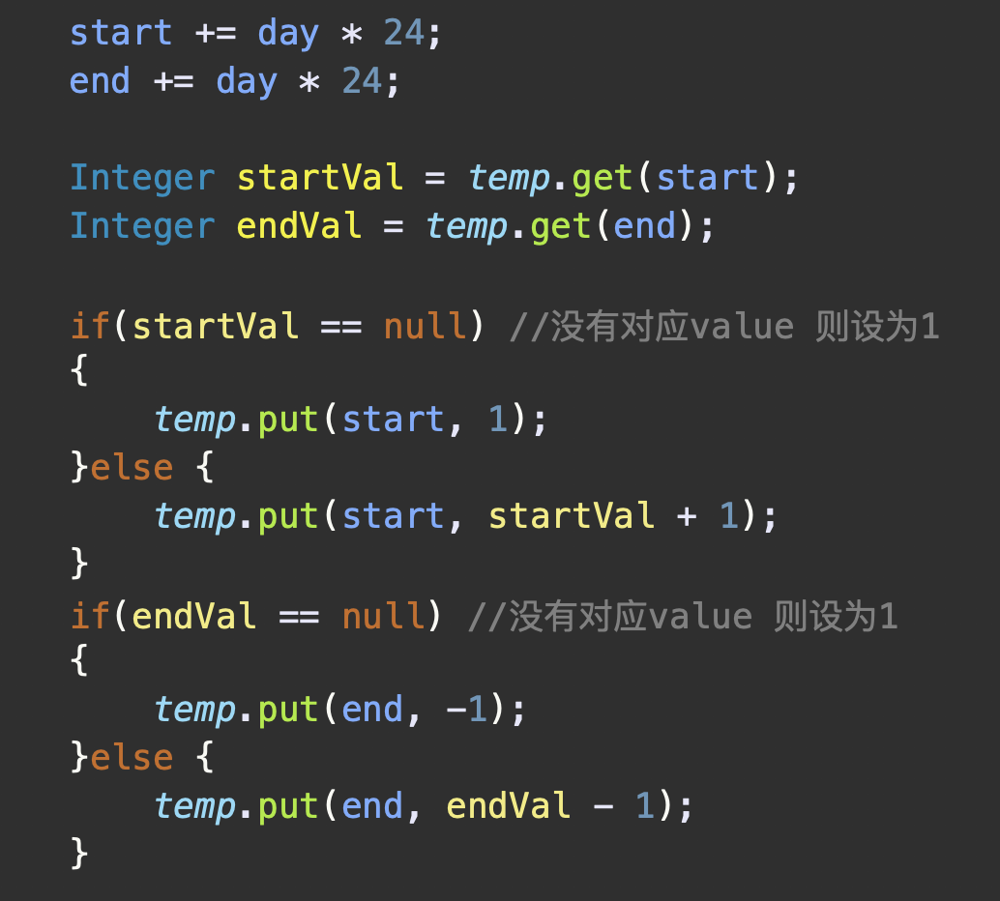 start += day * 24;
end += day * 24;
Integer startVal = temp.get(start);
Integer endVal = temp.get(end);
if(startVal == null) //没有对应value 则设为1
{
temp.put(start, 1);
}else {
temp.put(start, startVal + 1);
}
if(endVal == null) //没有对应value 则设为1
{
temp.put(end, -1);
}else {
temp.put(end, endVal - 1);
}